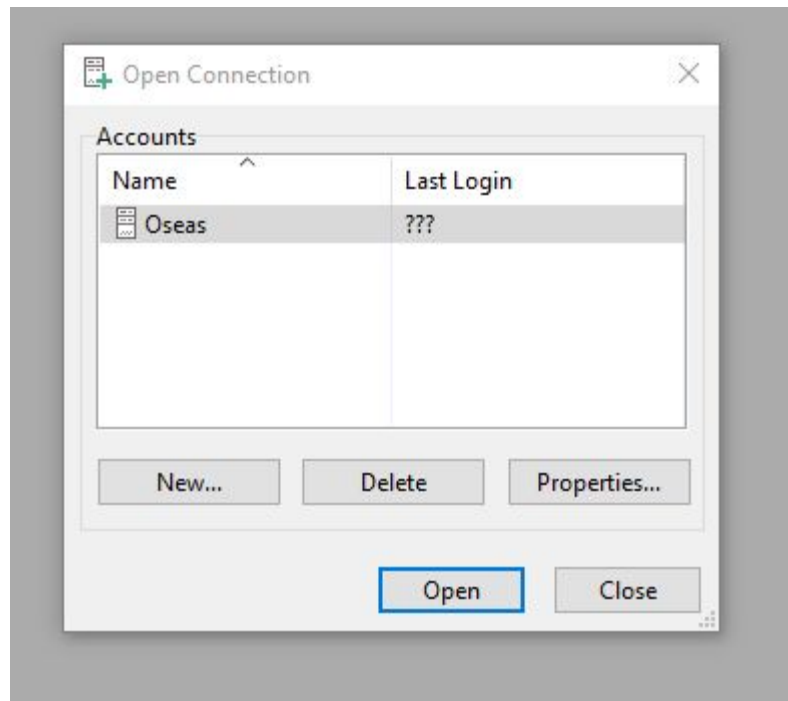 Open Connection
Accounts
Name Last Login
Oseas ???
New... Delete Properties...
Open Close